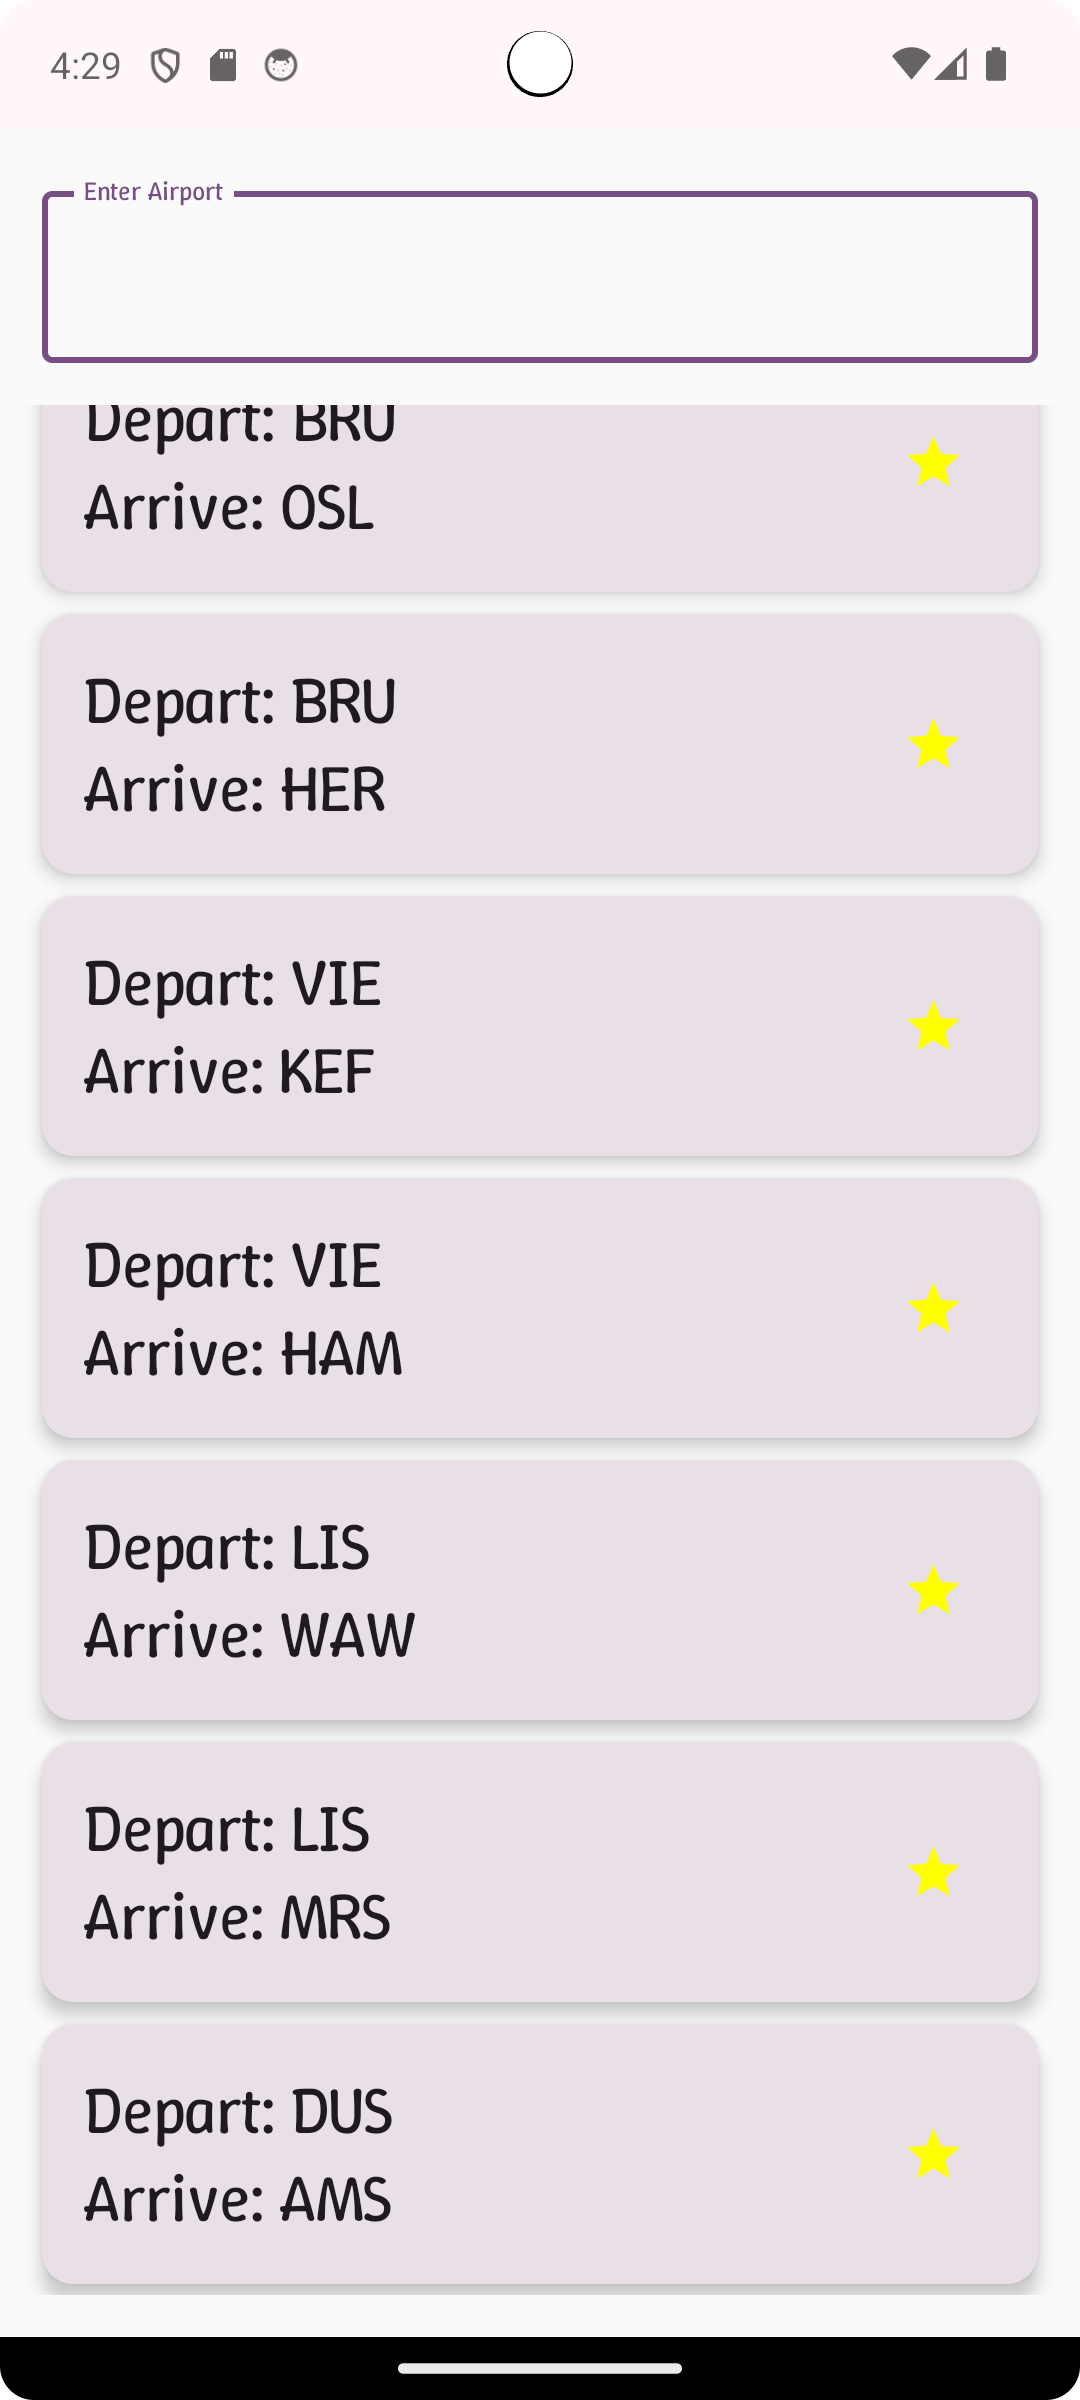 4:29
Enter Airport
Depart: BRU
Arrive: OSL
Depart: BRU
Arrive: HER
Depart: VIE
Arrive: KEF
Depart: VIE
Arrive: HAM
Depart: LIS
Arrive: WAW
Depart: LIS
Arrive: MRS
Depart: DUS
Arrive: AMS